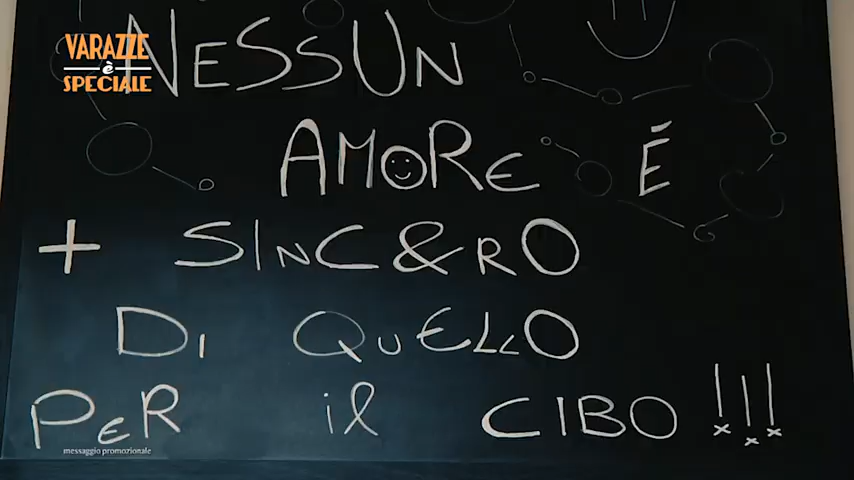 VARAZZE
è
SPECIALE
NESSUN
AMORE É
+ SINC&RO
DI QUELLO
PER il CIBO !!!
messaggio promozionale